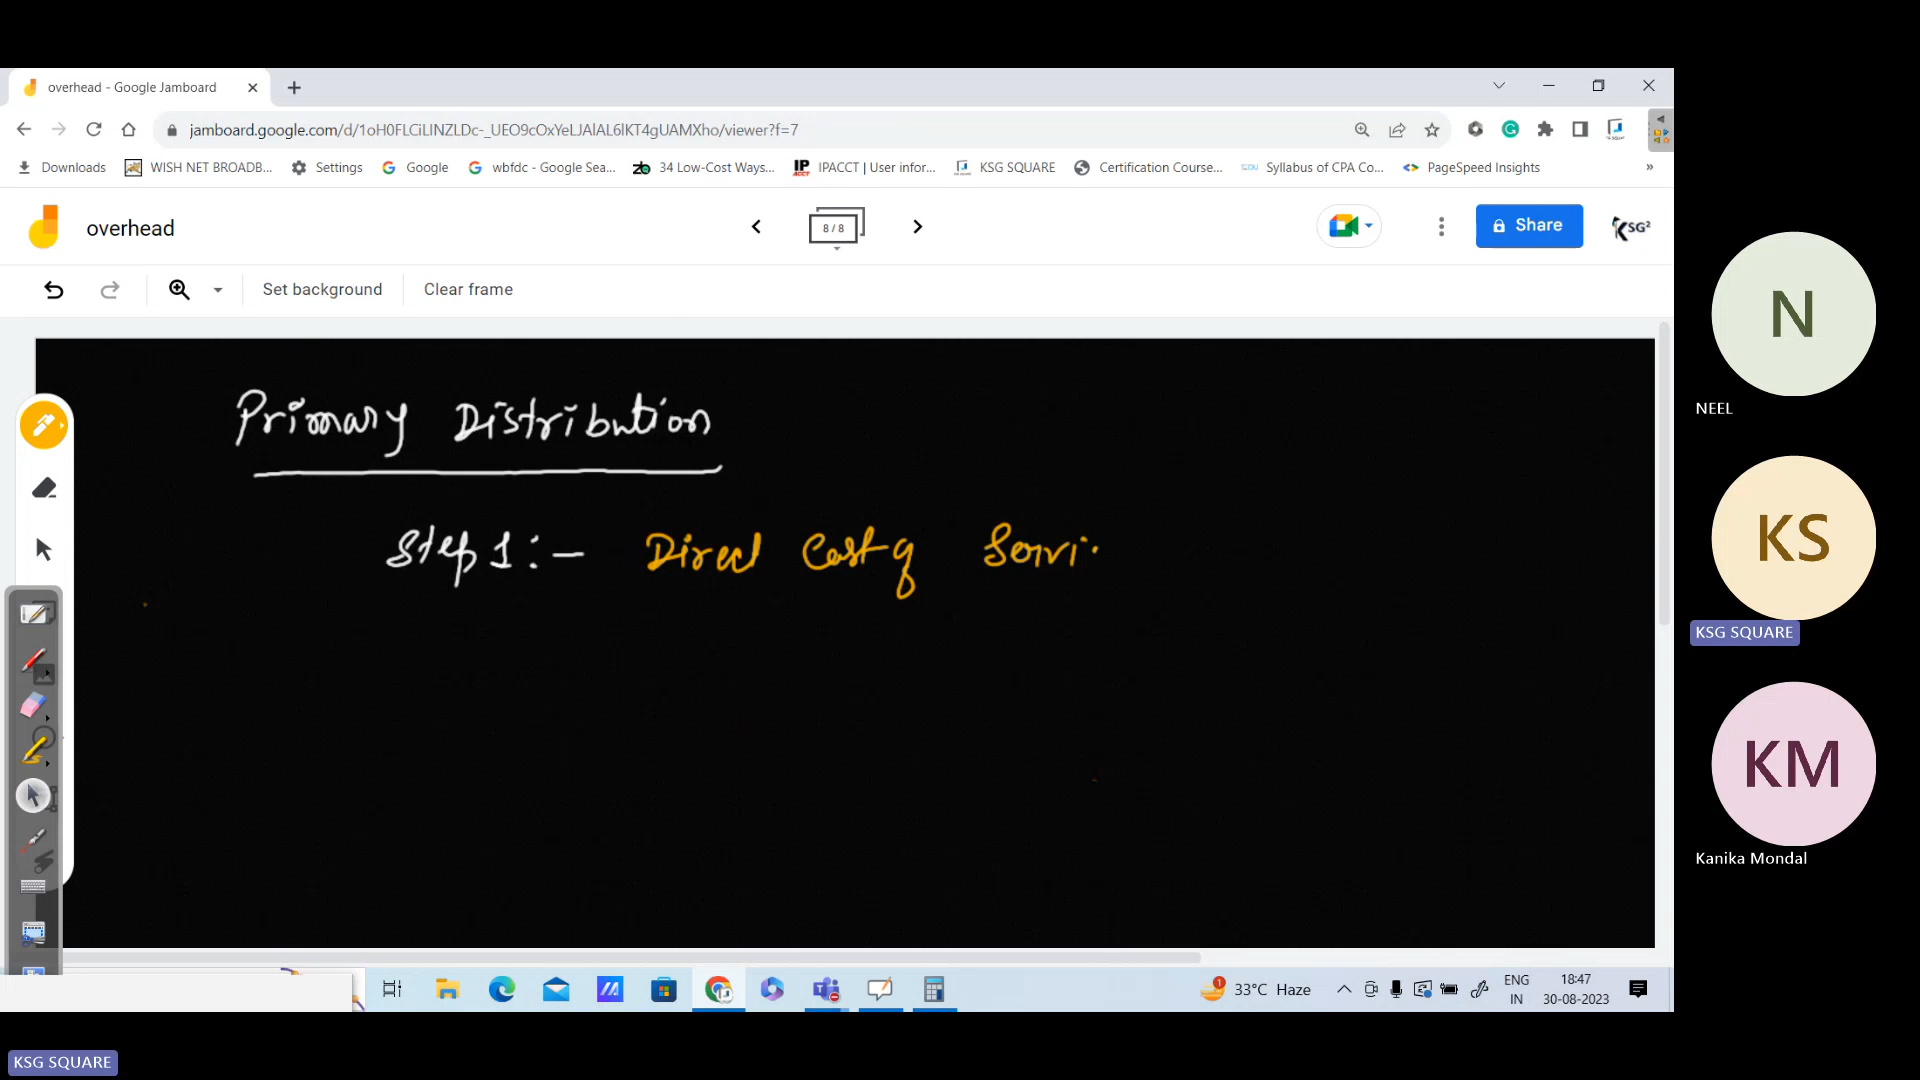 overhead - Google Jamboard
jamboard.google.com/d/1oH0FLCiLINZLDc-_UEO9cOxYeLJAlAL6lKT4gUAMXho/viewer?f=7
Downloads WISH NET BROADB... Settings Google wbfdc - Google Sea... 34 Low-Cost Ways... IPACCT | User infor... KSG SQUARE Certification Course... Syllabus of CPA Co... PageSpeed Insights »
overhead
8 / 8
Share
KSG²
Set background Clear frame
Primary Distribution
Step 1:- Direct Cost of Servi
N
NEEL
KS
KSG SQUARE
KM
Kanika Mondal
1 33°C Haze
ENG
IN
18:47
30-08-2023
KSG SQUARE